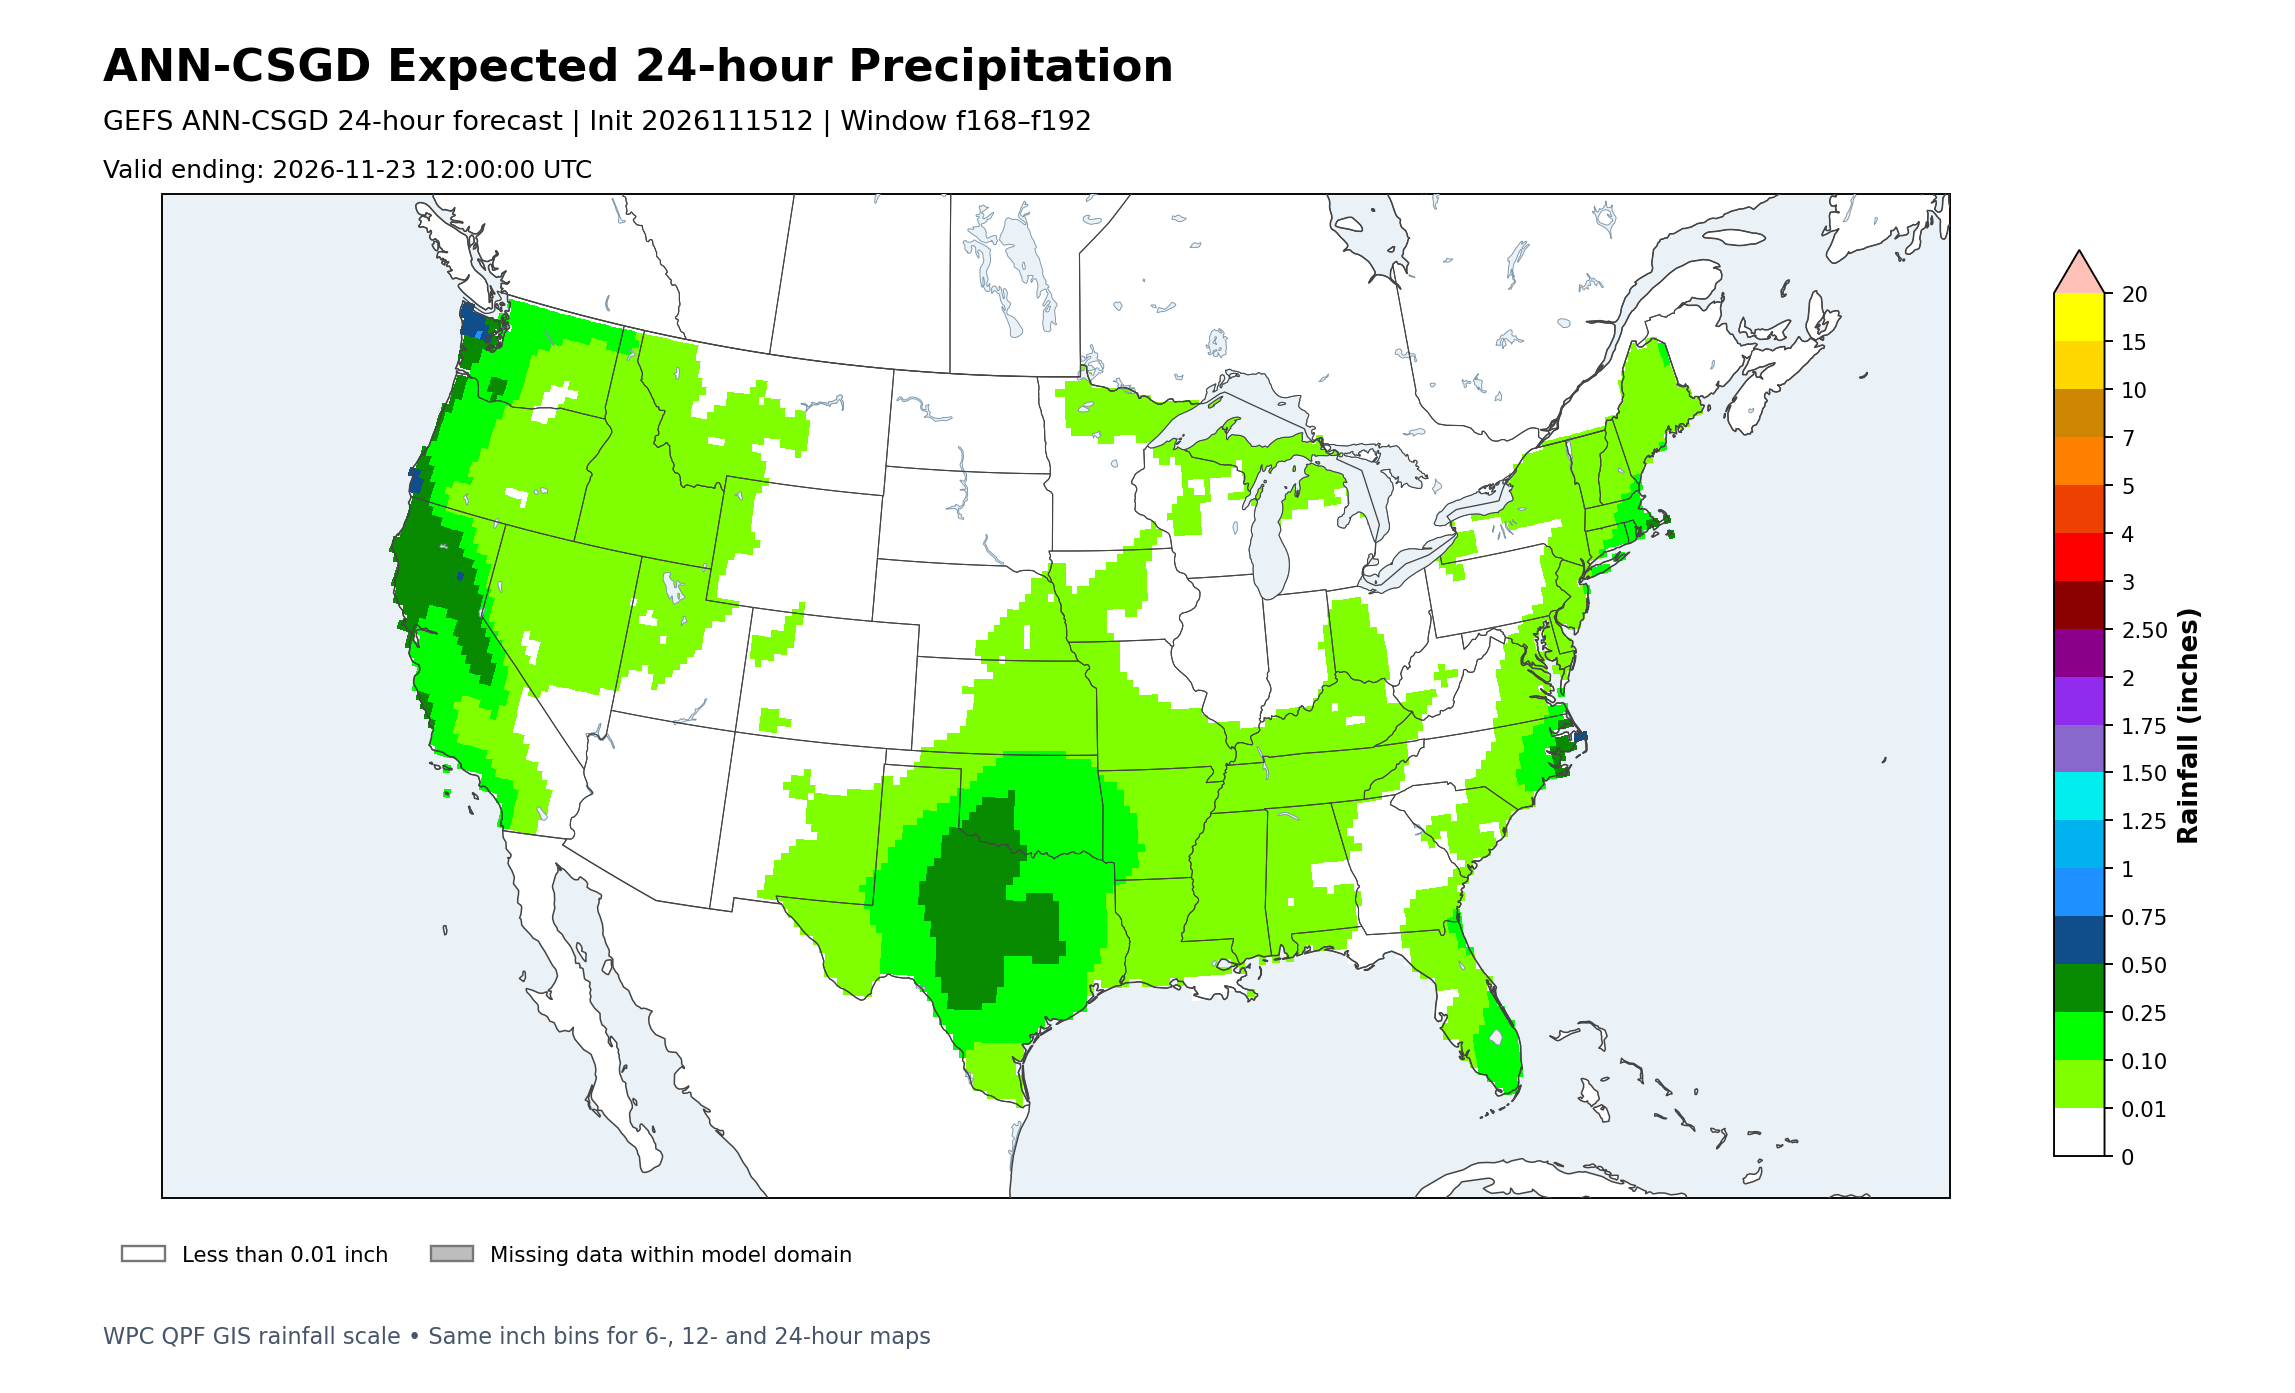 ANN-CSGD Expected 24-hour Precipitation
GEFS ANN-CSGD 24-hour forecast | Init 2026111512 | Window f168–f192
Valid ending: 2026-11-23 12:00:00 UTC
20
15
10
7
5
4
3
2.50
2
1.75
1.50
1.25
1
0.75
0.50
0.25
0.10
0.01
0
Rainfall (inches)
Less than 0.01 inch
Missing data within model domain
WPC QPF GIS rainfall scale • Same inch bins for 6-, 12- and 24-hour maps